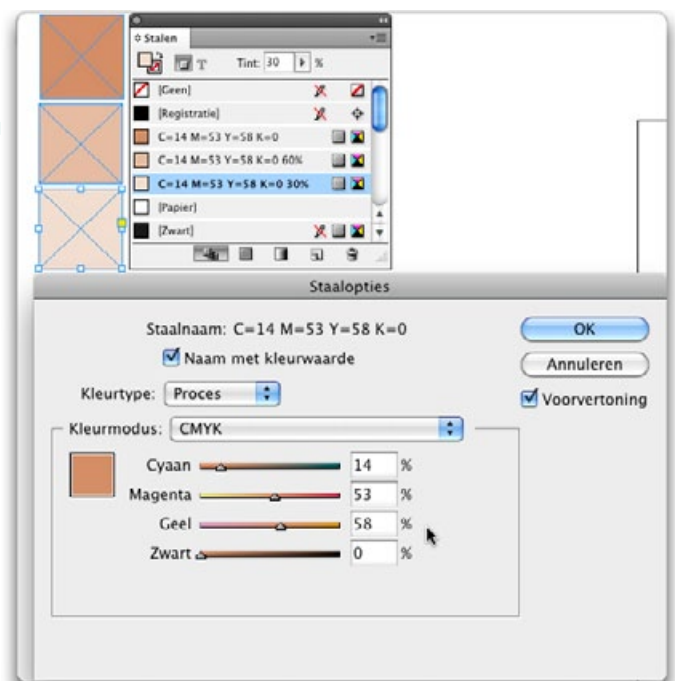 Stalen
Tint: 30 %
[Geen]
[Registratie]
C=14 M=53 Y=58 K=0
C=14 M=53 Y=58 K=0 60%
C=14 M=53 Y=58 K=0 30%
[Papier]
[Zwart]
Staalopties
Staalnaam: C=14 M=53 Y=58 K=0
OK
Naam met kleurwaarde
Annuleren
Kleurtype: Proces
Voorvertoning
Kleurmodus: CMYK
Cyaan 14 %
Magenta 53 %
Geel 58 %
Zwart 0 %